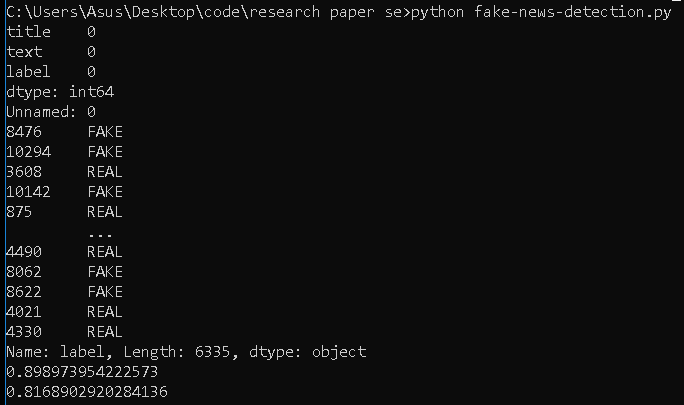 C:\Users\Asus\Desktop\code\research paper se>python fake-news-detection.py
title    0
text     0
label    0
dtype: int64
Unnamed: 0
8476     FAKE
10294    FAKE
3608     REAL
10142    FAKE
875      REAL
         ...
4490     REAL
8062     FAKE
8622     FAKE
4021     REAL
4330     REAL
Name: label, Length: 6335, dtype: object
0.898973954222573
0.8168902920284136